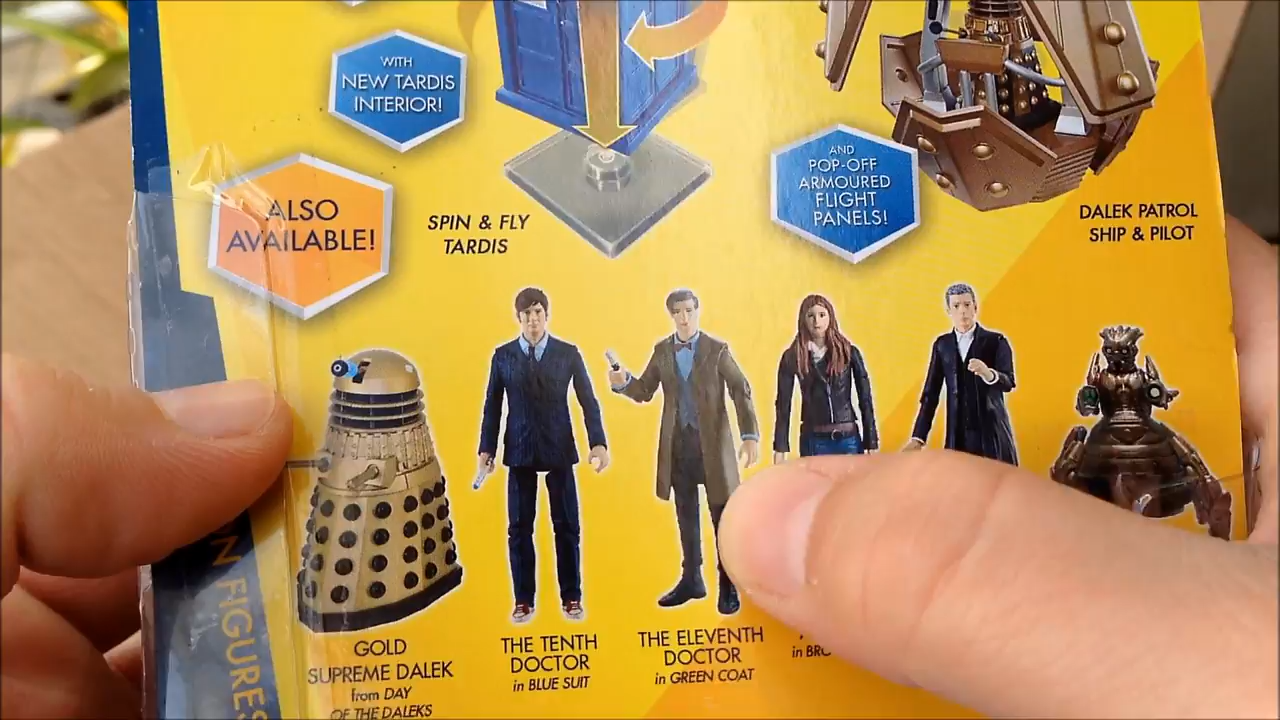 WITH
NEW TARDIS
INTERIOR!
AND
POP-OFF
ARMOURED
FLIGHT
PANELS!
ALSO
AVAILABLE!
SPIN & FLY
TARDIS
DALEK PATROL
SHIP & PILOT
GOLD
SUPREME DALEK
from DAY
OF THE DALEKS
THE TENTH
DOCTOR
in BLUE SUIT
THE ELEVENTH
DOCTOR
in GREEN COAT
in
FIGURES